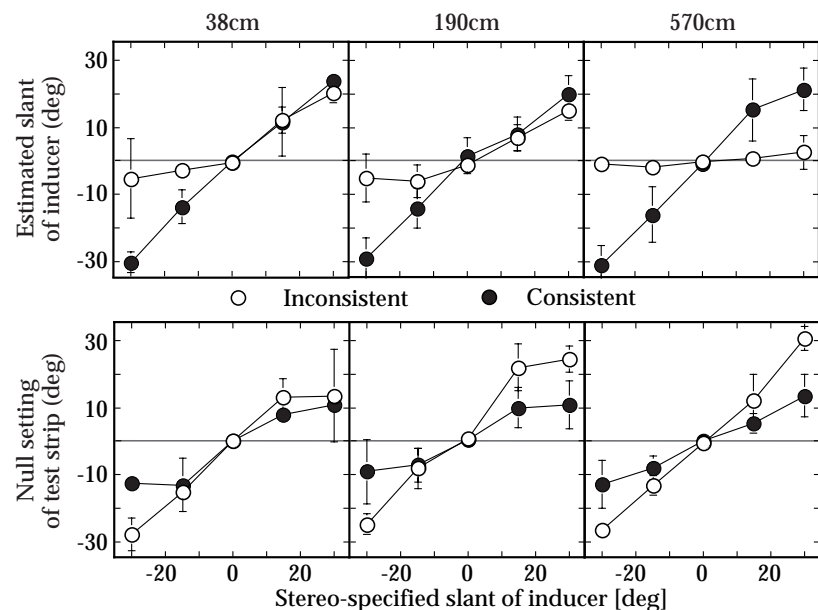 38cm 190cm 570cm
Estimated slant
of inducer (deg)
30
10
-10
-30
Inconsistent Consistent
Null setting
of test strip (deg)
30
10
-10
-30
-20 0 20 -20 0 20 -20 0 20
Stereo-specified slant of inducer [deg]